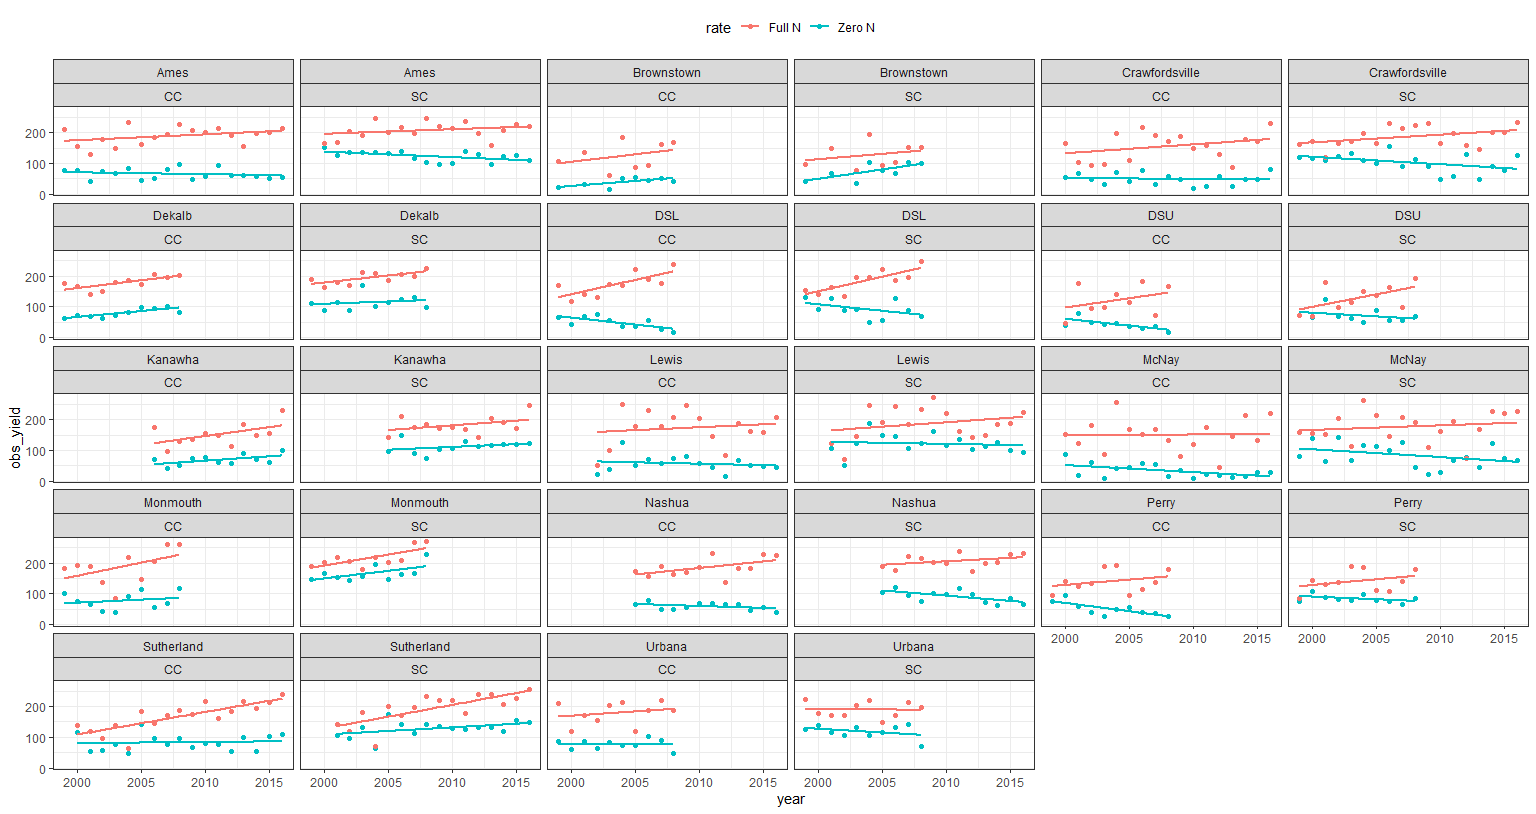 rate Full N Zero N
Ames Ames Brownstown Brownstown Crawfordsville Crawfordsville
CC SC CC SC CC SC
200
100
0
Dekalb Dekalb DSL DSL DSU DSU
CC SC CC SC CC SC
200
100
0
Kanawha Kanawha Lewis Lewis McNay McNay
CC SC CC SC CC SC
200
100
0
obs_yield
Monmouth Monmouth Nashua Nashua Perry Perry
CC SC CC SC CC SC
200
100
0
2000 2005 2010 2015 2000 2005 2010 2015
Sutherland Sutherland Urbana Urbana
CC SC CC SC
200
100
0
2000 2005 2010 2015 2000 2005 2010 2015 2000 2005 2010 2015 2000 2005 2010 2015
year